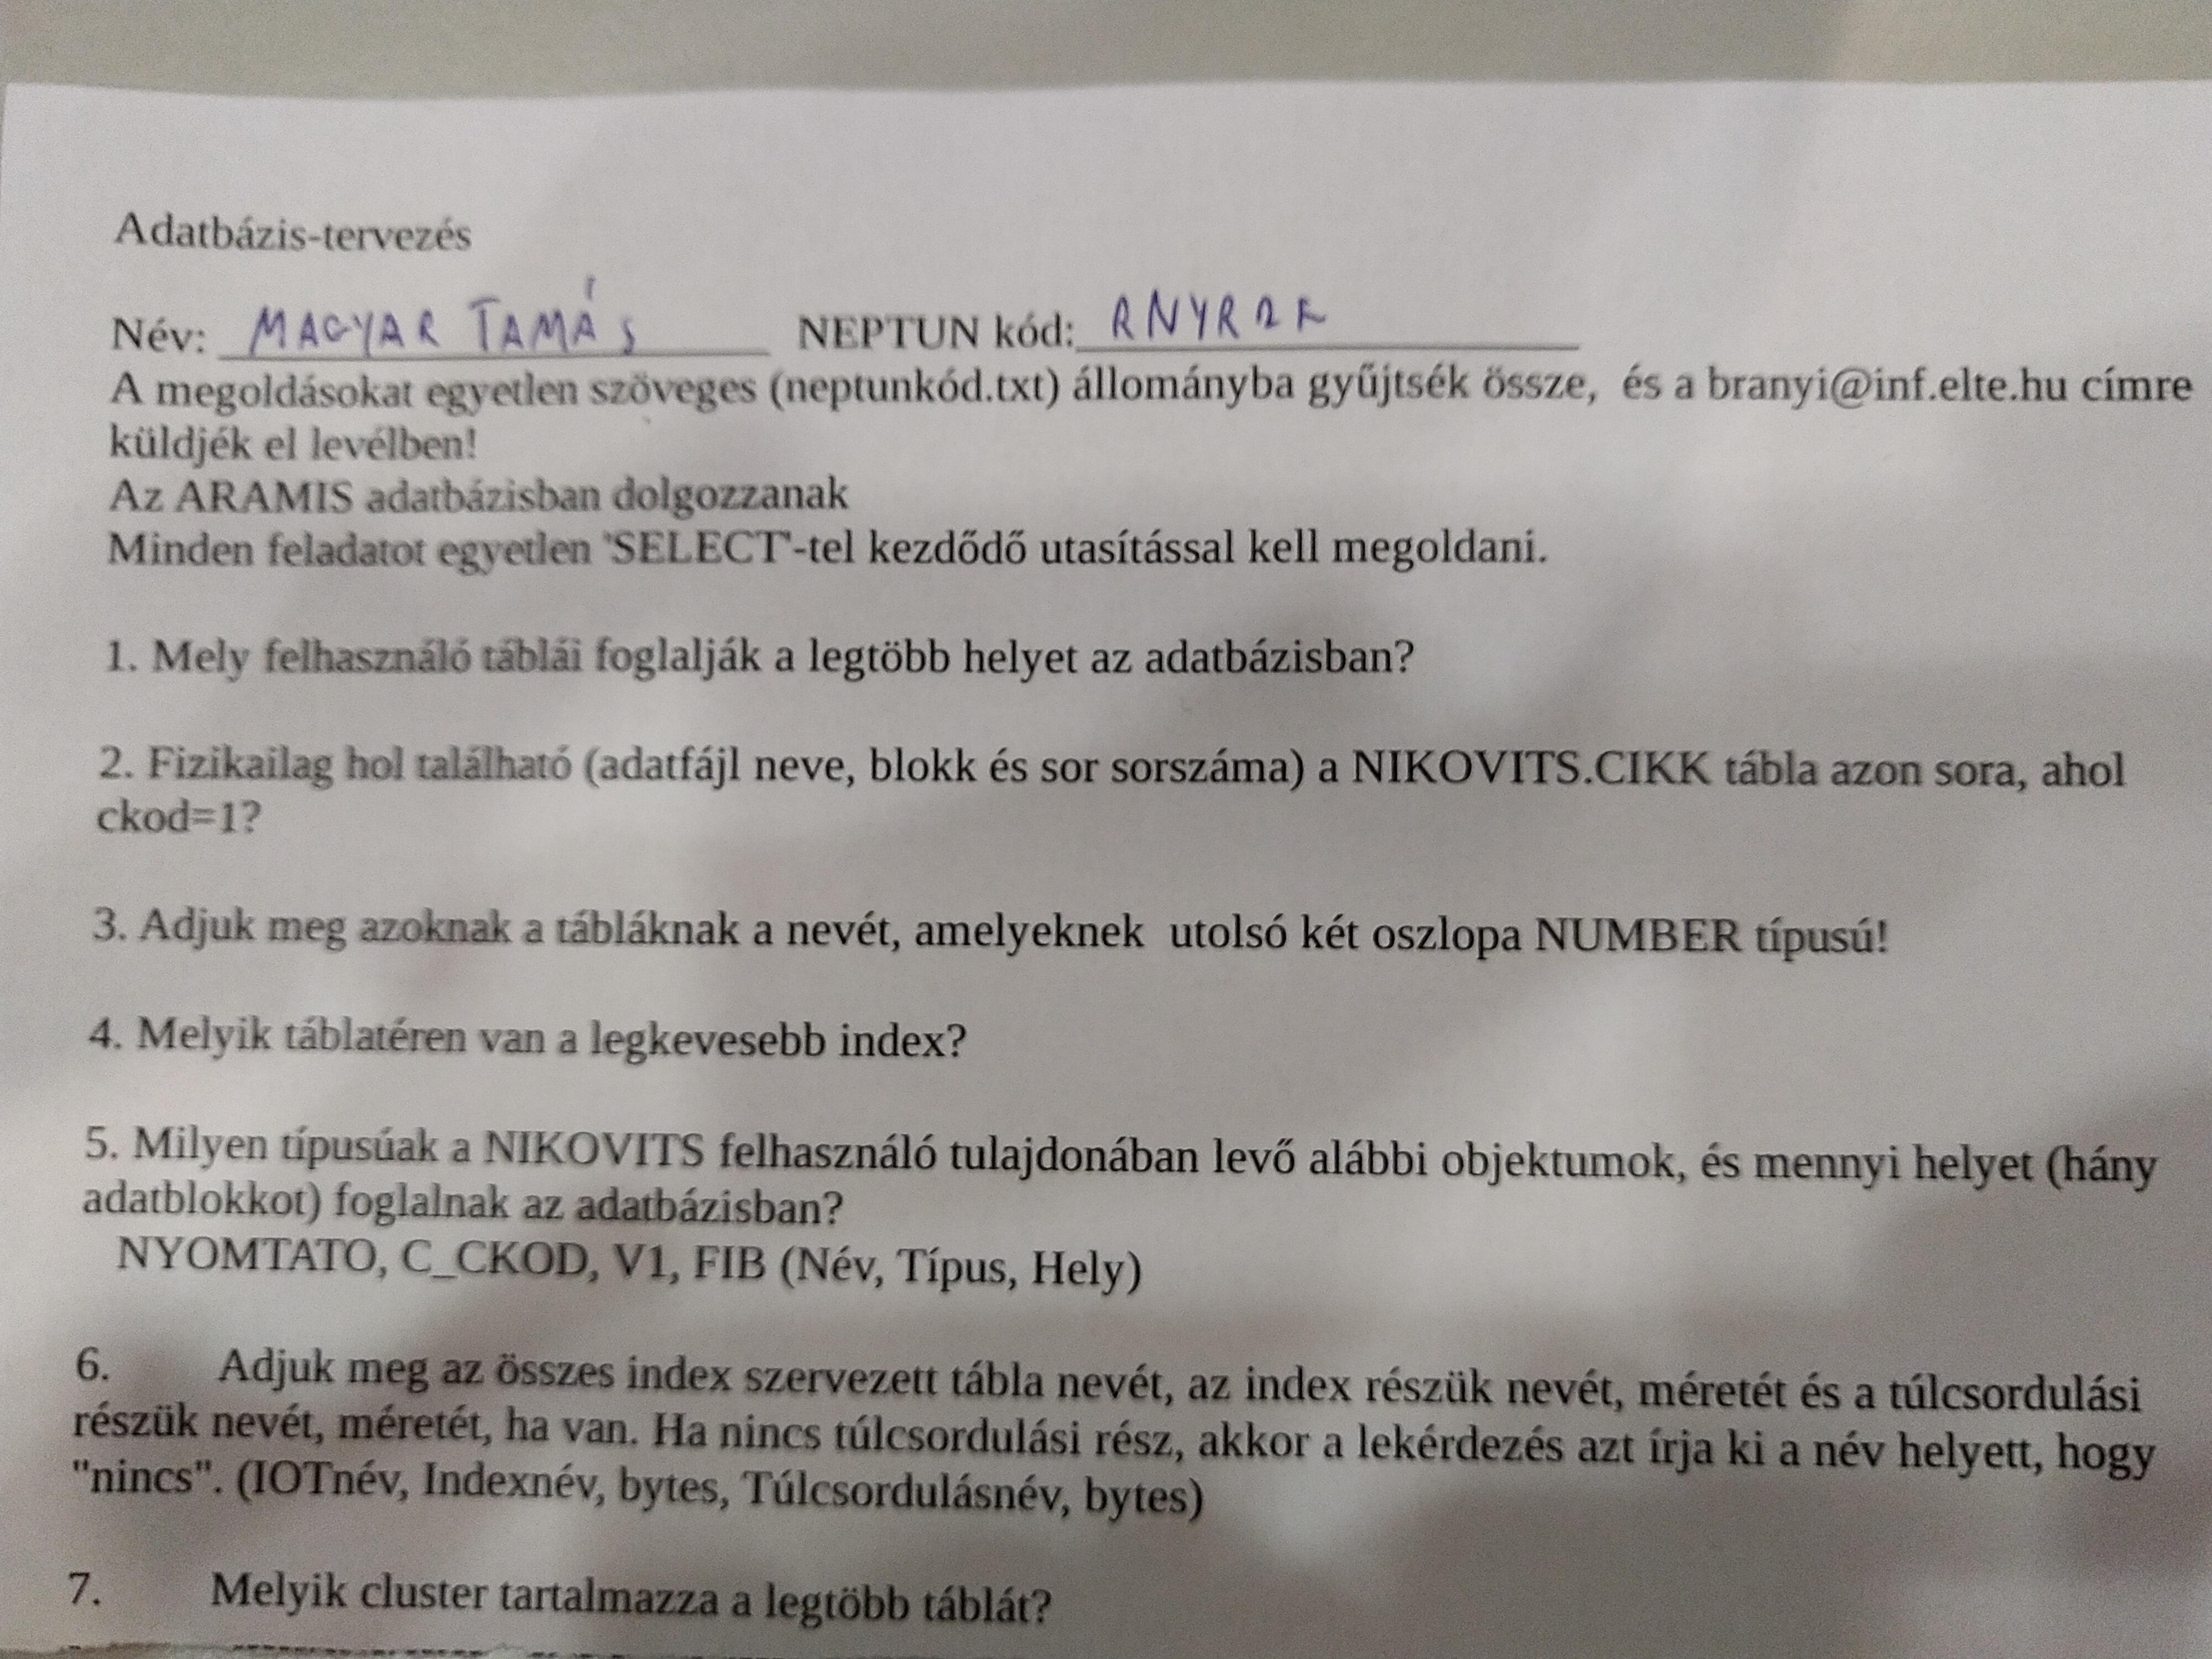 Adatbázis-tervezés
Név: MAGYAR TAMÁS NEPTUN kód: RNYR2F
A megoldásokat egyetlen szöveges (neptunkód.txt) állományba gyűjtsék össze, és a branyi@inf.elte.hu címre
küldjék el levélben!
Az ARAMIS adatbázisban dolgozzanak
Minden feladatot egyetlen 'SELECT'-tel kezdődő utasítással kell megoldani.
1. Mely felhasználó táblái foglalják a legtöbb helyet az adatbázisban?
2. Fizikailag hol található (adatfájl neve, blokk és sor sorszáma) a NIKOVITS.CIKK tábla azon sora, ahol
ckod=1?
3. Adjuk meg azoknak a tábláknak a nevét, amelyeknek utolsó két oszlopa NUMBER típusú!
4. Melyik táblatéren van a legkevesebb index?
5. Milyen típusúak a NIKOVITS felhasználó tulajdonában levő alábbi objektumok, és mennyi helyet (hány
adatblokkot) foglalnak az adatbázisban?
NYOMTATO, C_CKOD, V1, FIB (Név, Típus, Hely)
6. Adjuk meg az összes index szervezett tábla nevét, az index részük nevét, méretét és a túlcsordulási
részük nevét, méretét, ha van. Ha nincs túlcsordulási rész, akkor a lekérdezés azt írja ki a név helyett, hogy
"nincs". (IOTnév, Indexnév, bytes, Túlcsordulásnév, bytes)
7. Melyik cluster tartalmazza a legtöbb táblát?